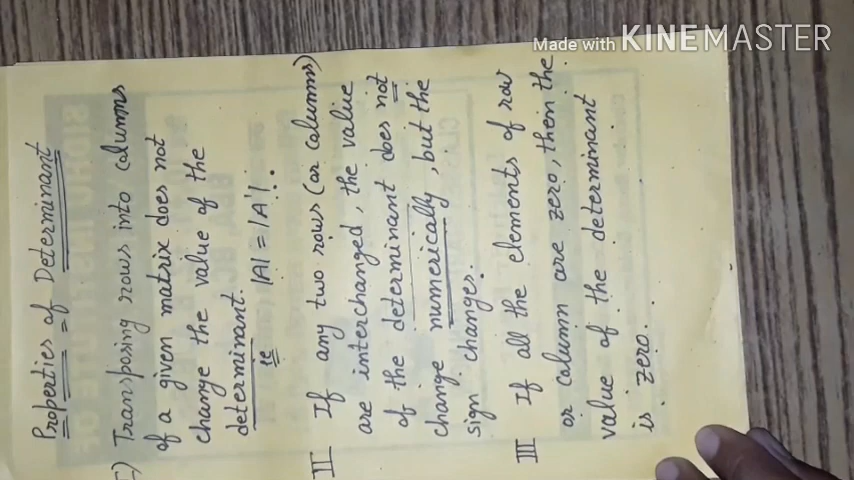 Made with KINEMASTER
Properties of Determinant
I) Transposing rows into columns
of a given matrix does not
change the value of the
determinant.
ie |A| = |A'|.
II If any two rows (or columns)
are interchanged, the value
of the determinant does not
change numerically, but the
sign changes.
III If all the elements of row
or column are zero, then the
value of the determinant
is zero.